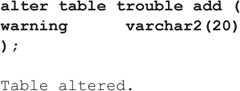 alter table trouble add (
warning varchar2(20)
);
Table altered.